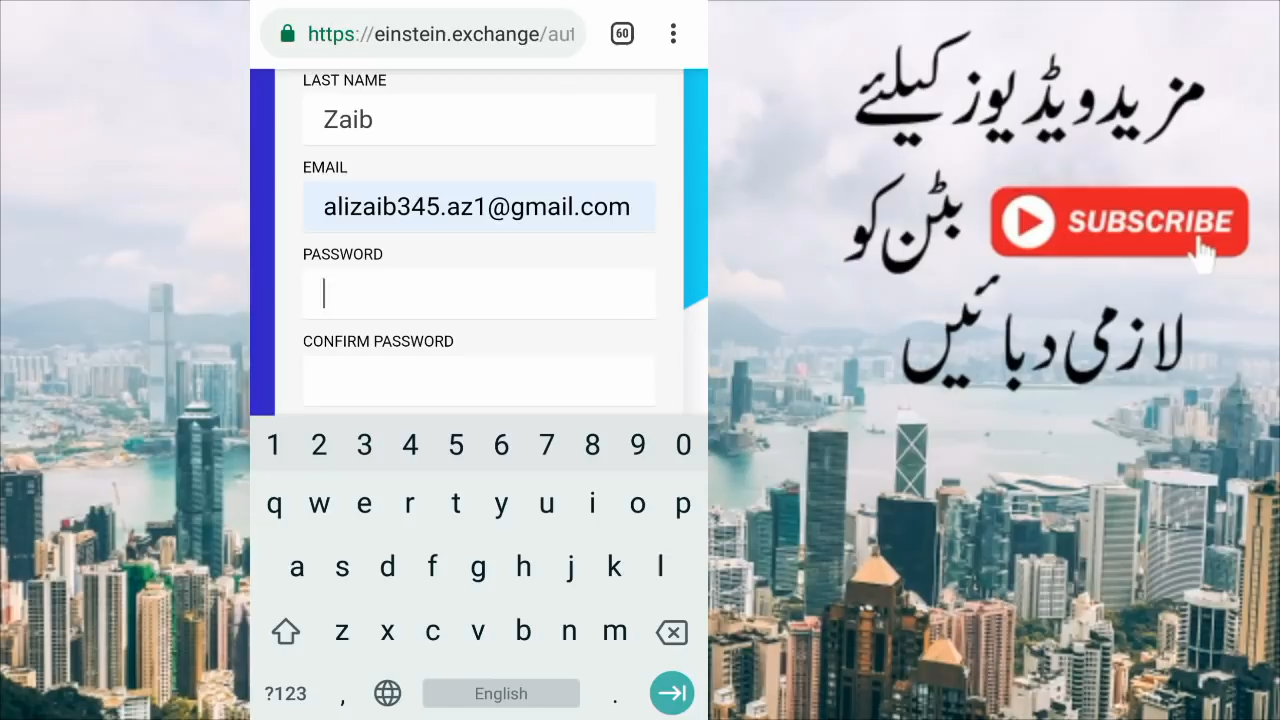 60
https://einstein.exchange/aut
LAST NAME
Zaib
EMAIL
alizaib345.az1@gmail.com
PASSWORD
CONFIRM PASSWORD
1 2 3 4 5 6 7 8 9 0
q w e r t y u i o p
a s d f g h j k l
z x c v b n m
?123 , English .
مزید ویڈیوز کیلئے
بٹن کو
SUBSCRIBE
لازمی دبائیں